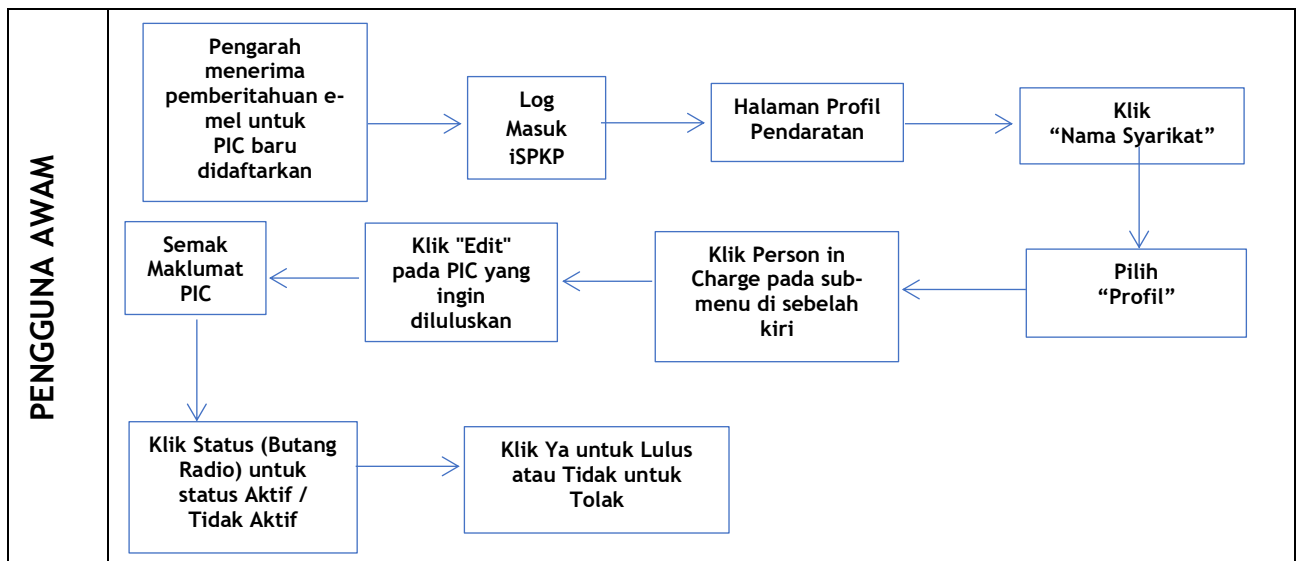 PENGGUNA AWAM
Pengarah
menerima
pemberitahuan e-
mel untuk
PIC baru
didaftarkan
Log
Masuk
iSPKP
Halaman Profil
Pendaratan
Klik
“Nama Syarikat”
Pilih
“Profil”
Klik Person in
Charge pada sub-
menu di sebelah
kiri
Klik "Edit"
pada PIC yang
ingin
diluluskan
Semak
Maklumat
PIC
Klik Status (Butang
Radio) untuk
status Aktif /
Tidak Aktif
Klik Ya untuk Lulus
atau Tidak untuk
Tolak